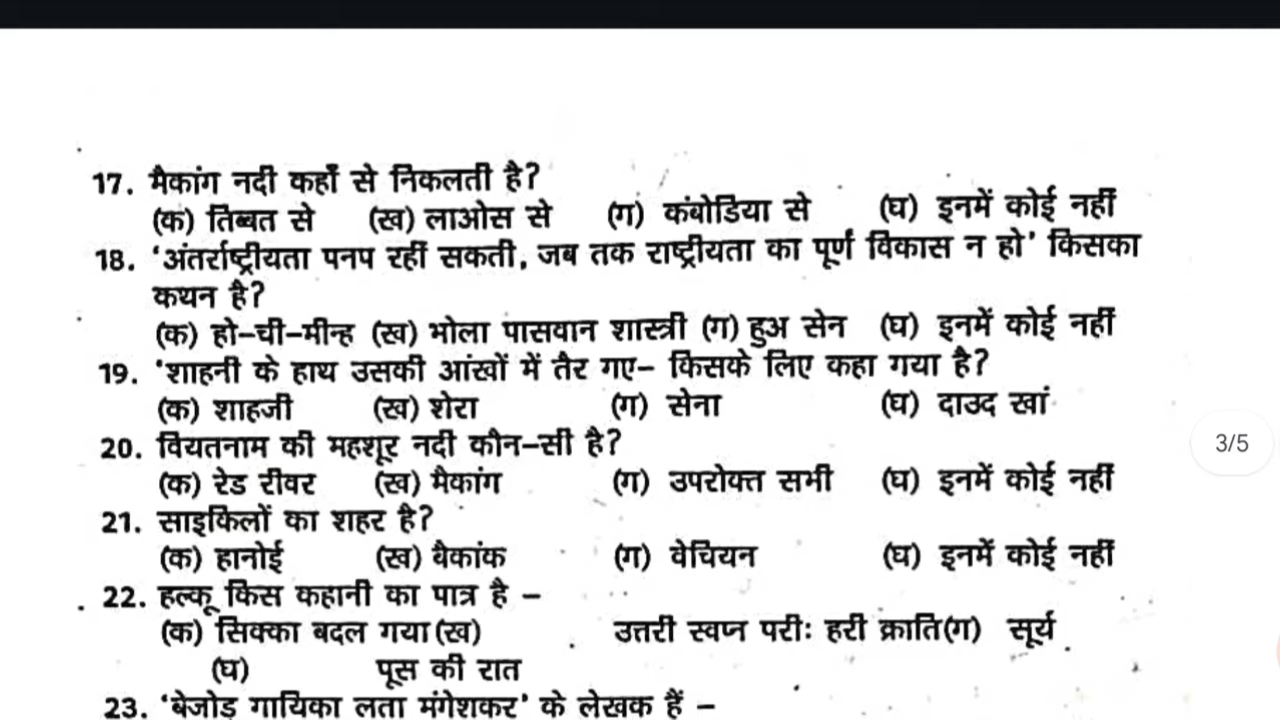 17. मैकांग नदी कहाँ से निकलती है?
(क) तिब्बत से (ख) लाओस से (ग) कंबोडिया से (घ) इनमें कोई नहीं
18. 'अंतर्राष्ट्रीयता पनप रहीं सकती, जब तक राष्ट्रीयता का पूर्ण विकास न हो' किसका
कथन है?
(क) हो-ची-मीन्ह (ख) भोला पासवान शास्त्री (ग) हुअ सेन (घ) इनमें कोई नहीं
19. 'शाहनी के हाथ उसकी आंखों में तैर गए- किसके लिए कहा गया है?
(क) शाहजी (ख) शेरा (ग) सेना (घ) दाउद खां
20. वियतनाम की महशूर नदी कौन-सी है?
(क) रेड रीवर (ख) मैकांग (ग) उपरोक्त सभी (घ) इनमें कोई नहीं
3/5
21. साइकिलों का शहर है?
(क) हानोई (ख) बैकांक (ग) वेचियन (घ) इनमें कोई नहीं
22. हल्कू किस कहानी का पात्र है -
(क) सिक्का बदल गया (ख) उत्तरी स्वप्न परीः हरी क्राति (ग) सूर्य
(घ) पूस की रात
23. 'बेजोड़ गायिका लता मंगेशकर' के लेखक हैं -